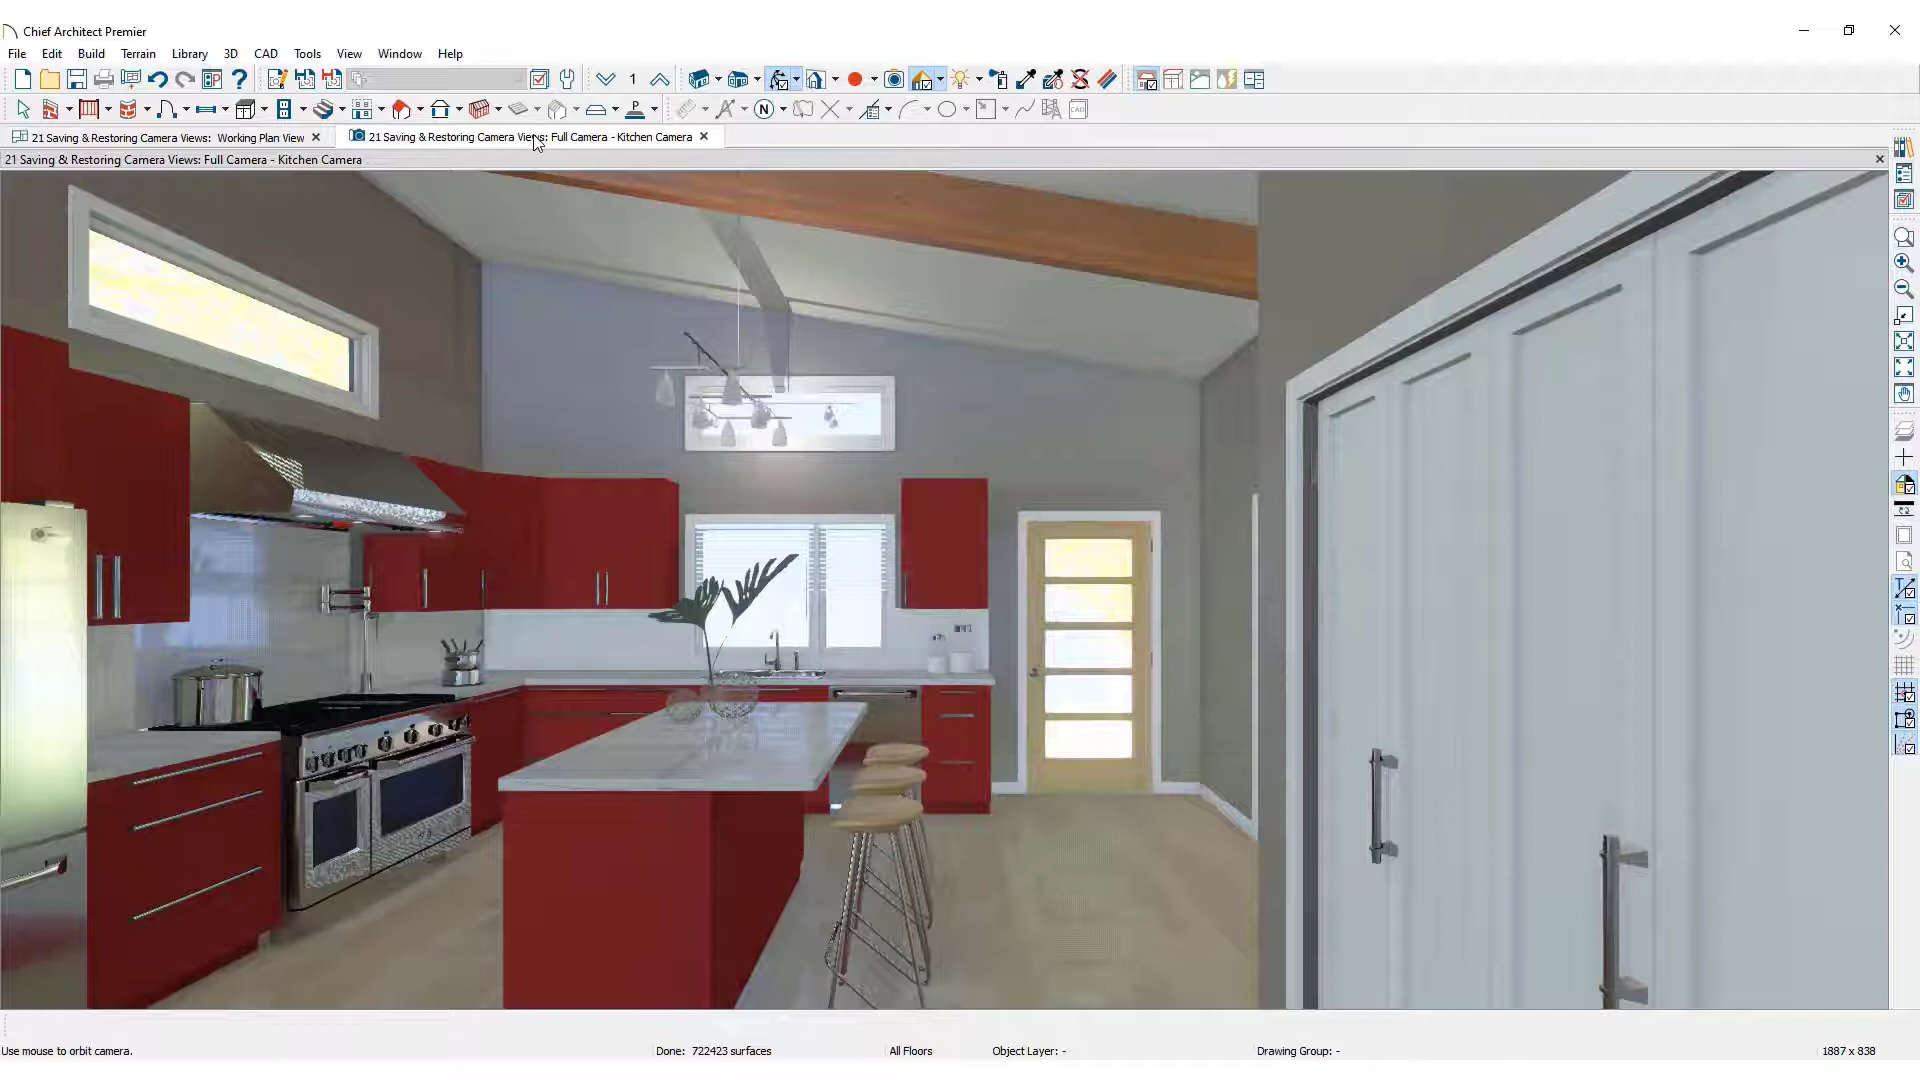 Chief Architect Premier
File Edit Build Terrain Library 3D CAD Tools View Window Help
1
P
N
CAD
21 Saving & Restoring Camera Views: Working Plan View
21 Saving & Restoring Camera Views: Full Camera - Kitchen Camera
21 Saving & Restoring Camera Views: Full Camera - Kitchen Camera
Use mouse to orbit camera.
Done: 722423 surfaces
All Floors
Object Layer: -
Drawing Group: -
1887 x 838